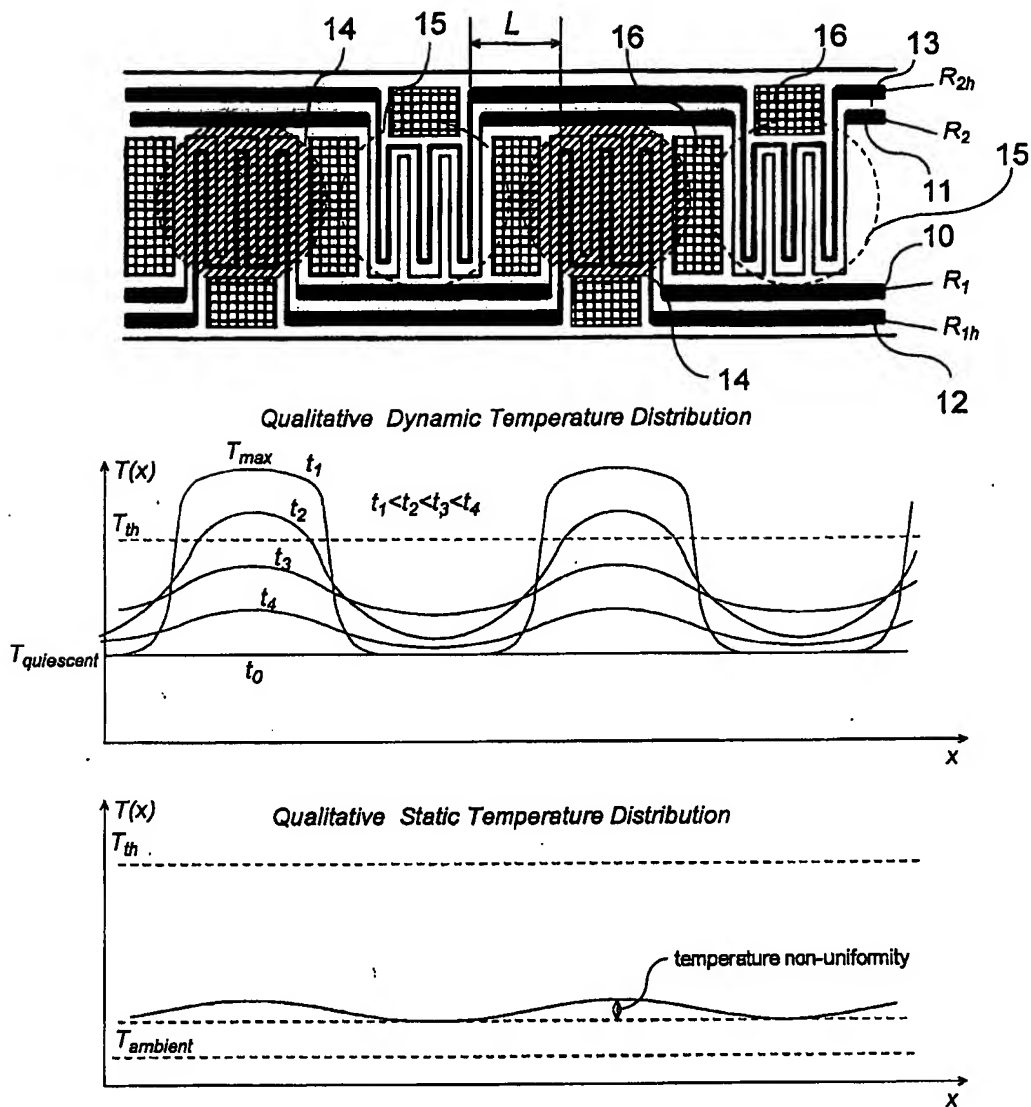 14
15
L
16
16
13
R2h
R2
11
15
10
R1
R1h
14
12
Qualitative Dynamic Temperature Distribution
T(x)
Tmax
t1
t2
t1<t2<t3<t4
Tth
t3
t4
Tquiescent
t0
x
T(x)
Qualitative Static Temperature Distribution
Tth
temperature non-uniformity
Tambient
x